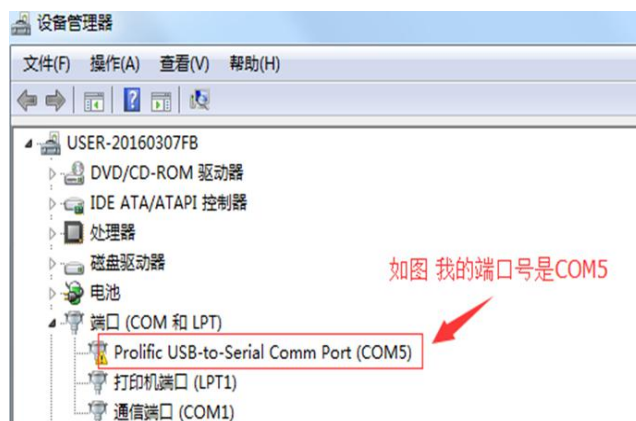 设备管理器
文件(F) 操作(A) 查看(V) 帮助(H)
USER-20160307FB
DVD/CD-ROM 驱动器
IDE ATA/ATAPI 控制器
处理器
磁盘驱动器
如图 我的端口号是COM5
电池
端口 (COM 和 LPT)
Prolific USB-to-Serial Comm Port (COM5)
打印机端口 (LPT1)
通信端口 (COM1)